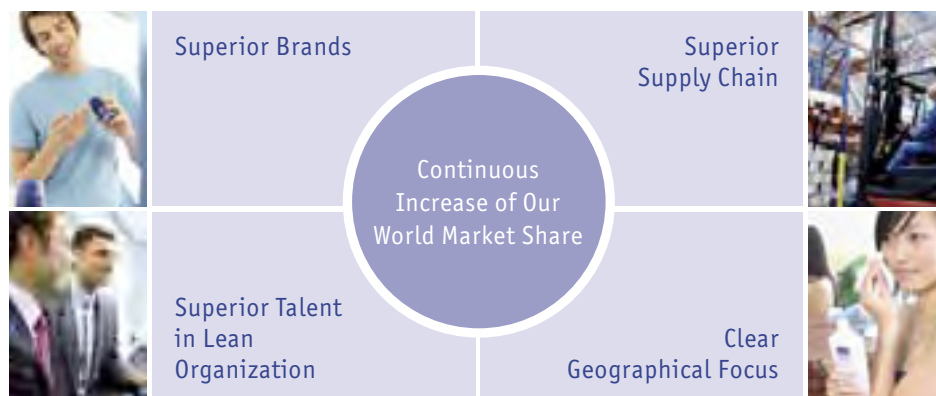 Superior Brands
Superior
Supply Chain
Continuous
Increase of Our
World Market Share
Superior Talent
in Lean
Organization
Clear
Geographical Focus